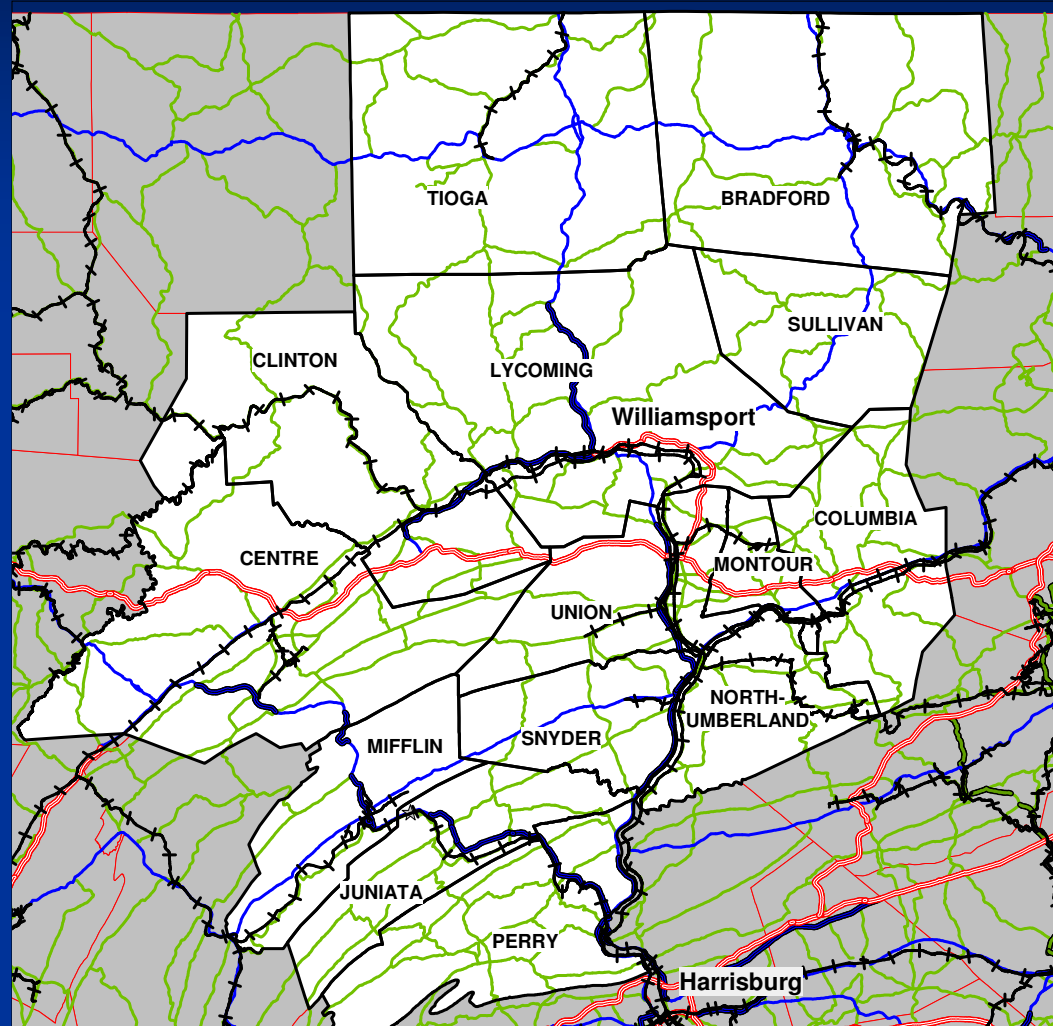 TIOGA
BRADFORD
SULLIVAN
CLINTON
LYCOMING
Williamsport
COLUMBIA
CENTRE
MONTOUR
UNION
NORTH-
UMBERLAND
SNYDER
MIFFLIN
JUNIATA
PERRY
Harrisburg